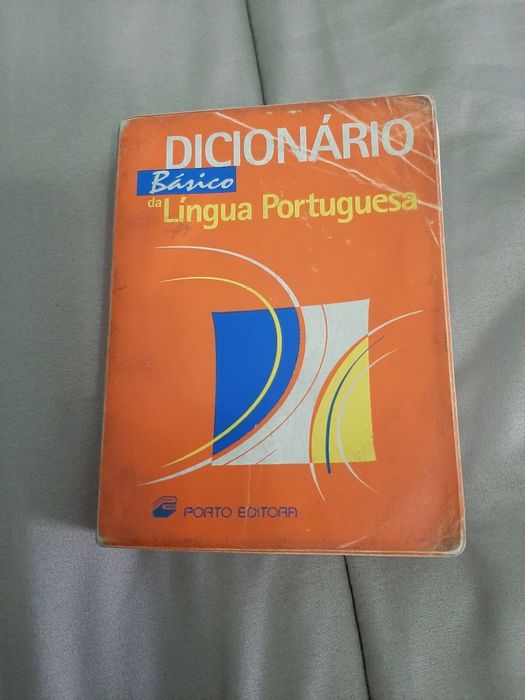 DICIONÁRIO
Básico
da Língua Portuguesa
PORTO EDITORA